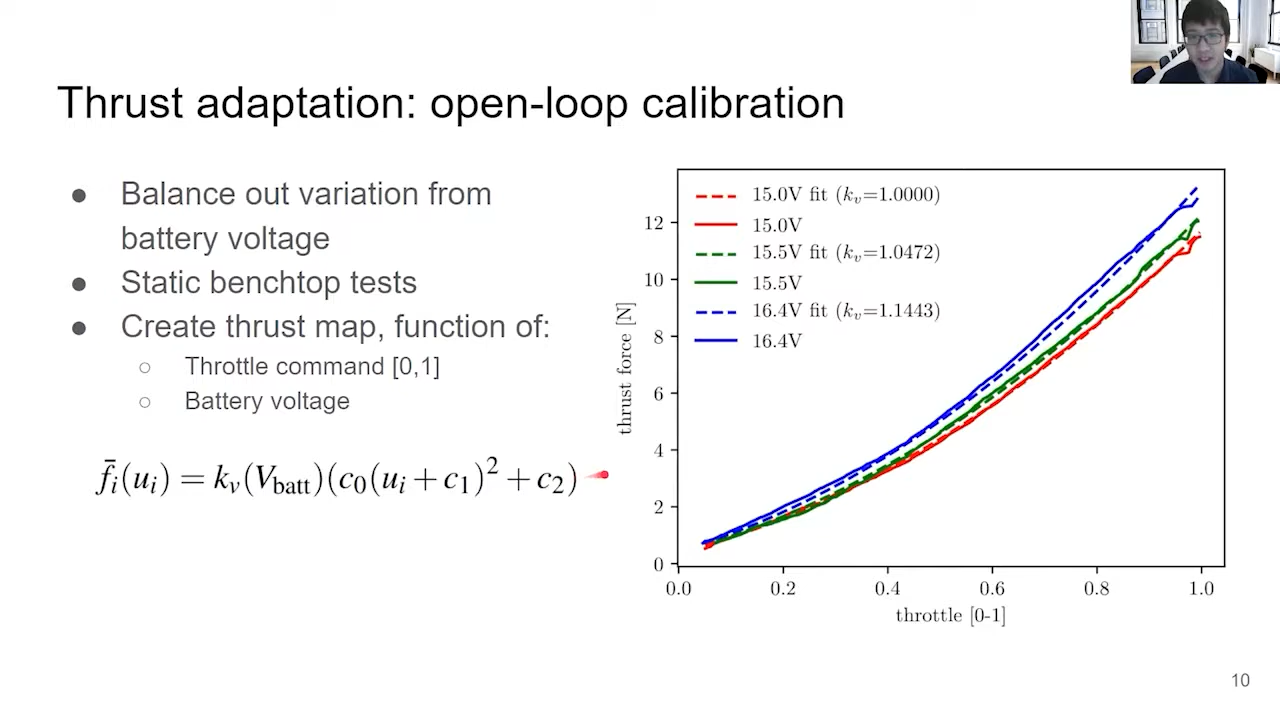 Thrust adaptation: open-loop calibration
● Balance out variation from
battery voltage
● Static benchtop tests
● Create thrust map, function of:
○ Throttle command [0,1]
○ Battery voltage
f̄ᵢ(uᵢ) = kᵥ(V_batt)(c₀(uᵢ + c₁)² + c₂)
15.0V fit (kᵥ=1.0000)
15.0V
15.5V fit (kᵥ=1.0472)
15.5V
16.4V fit (kᵥ=1.1443)
16.4V
thrust force [N]
12
10
8
6
4
2
0
0.0 0.2 0.4 0.6 0.8 1.0
throttle [0-1]
10